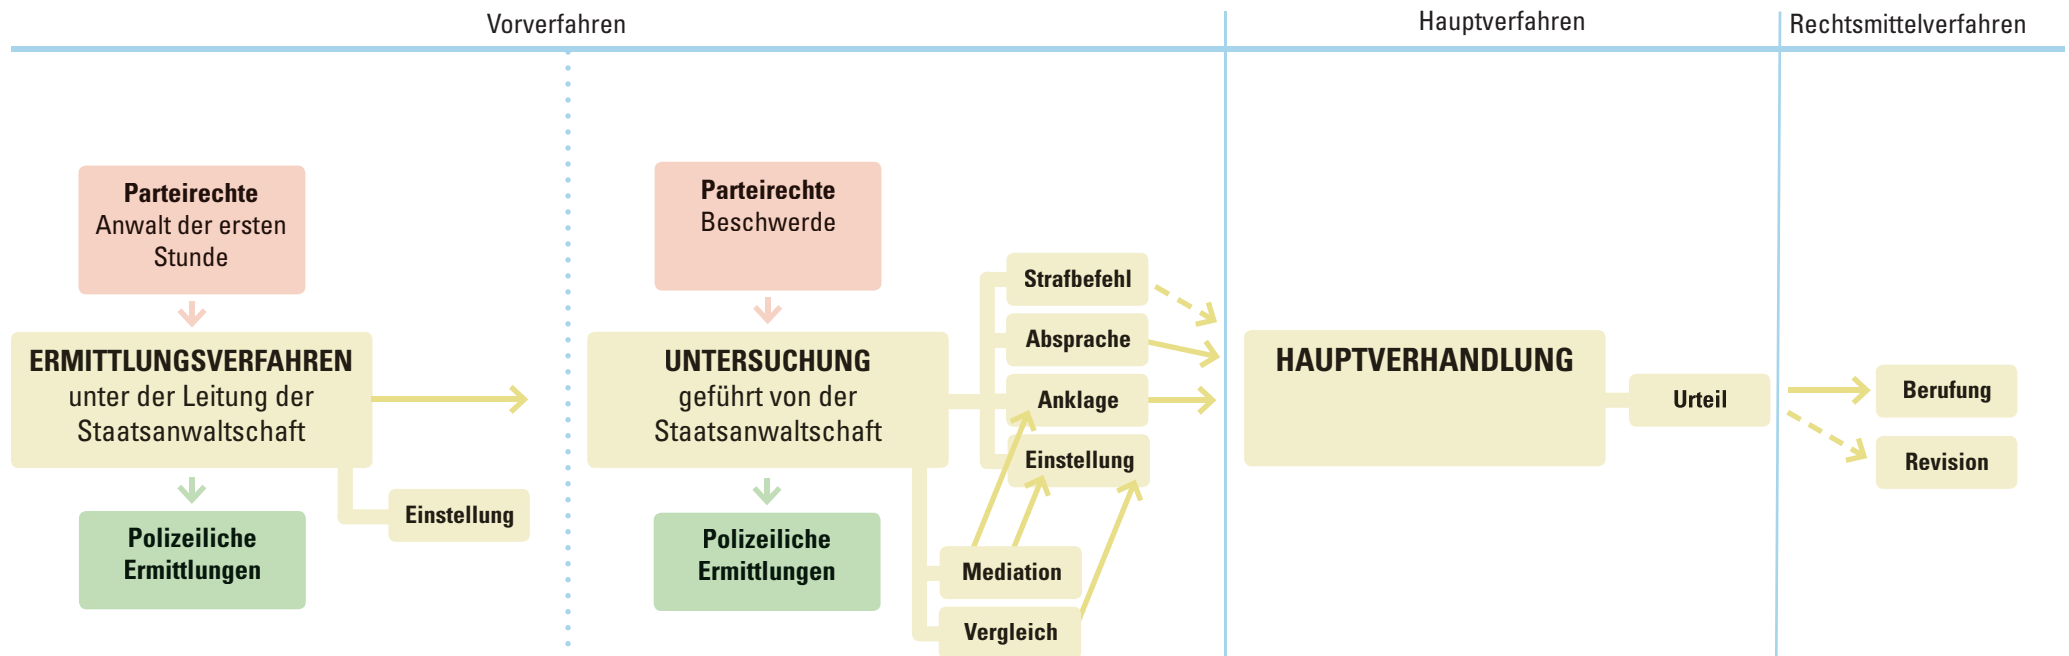 Vorverfahren
Hauptverfahren
Rechtsmittelverfahren
Parteirechte
Anwalt der ersten
Stunde
ERMITTLUNGSVERFAHREN
unter der Leitung der
Staatsanwaltschaft
Einstellung
Polizeiliche
Ermittlungen
Parteirechte
Beschwerde
UNTERSUCHUNG
geführt von der
Staatsanwaltschaft
Polizeiliche
Ermittlungen
Strafbefehl
Absprache
Anklage
Einstellung
Mediation
Vergleich
HAUPTVERHANDLUNG
Urteil
Berufung
Revision